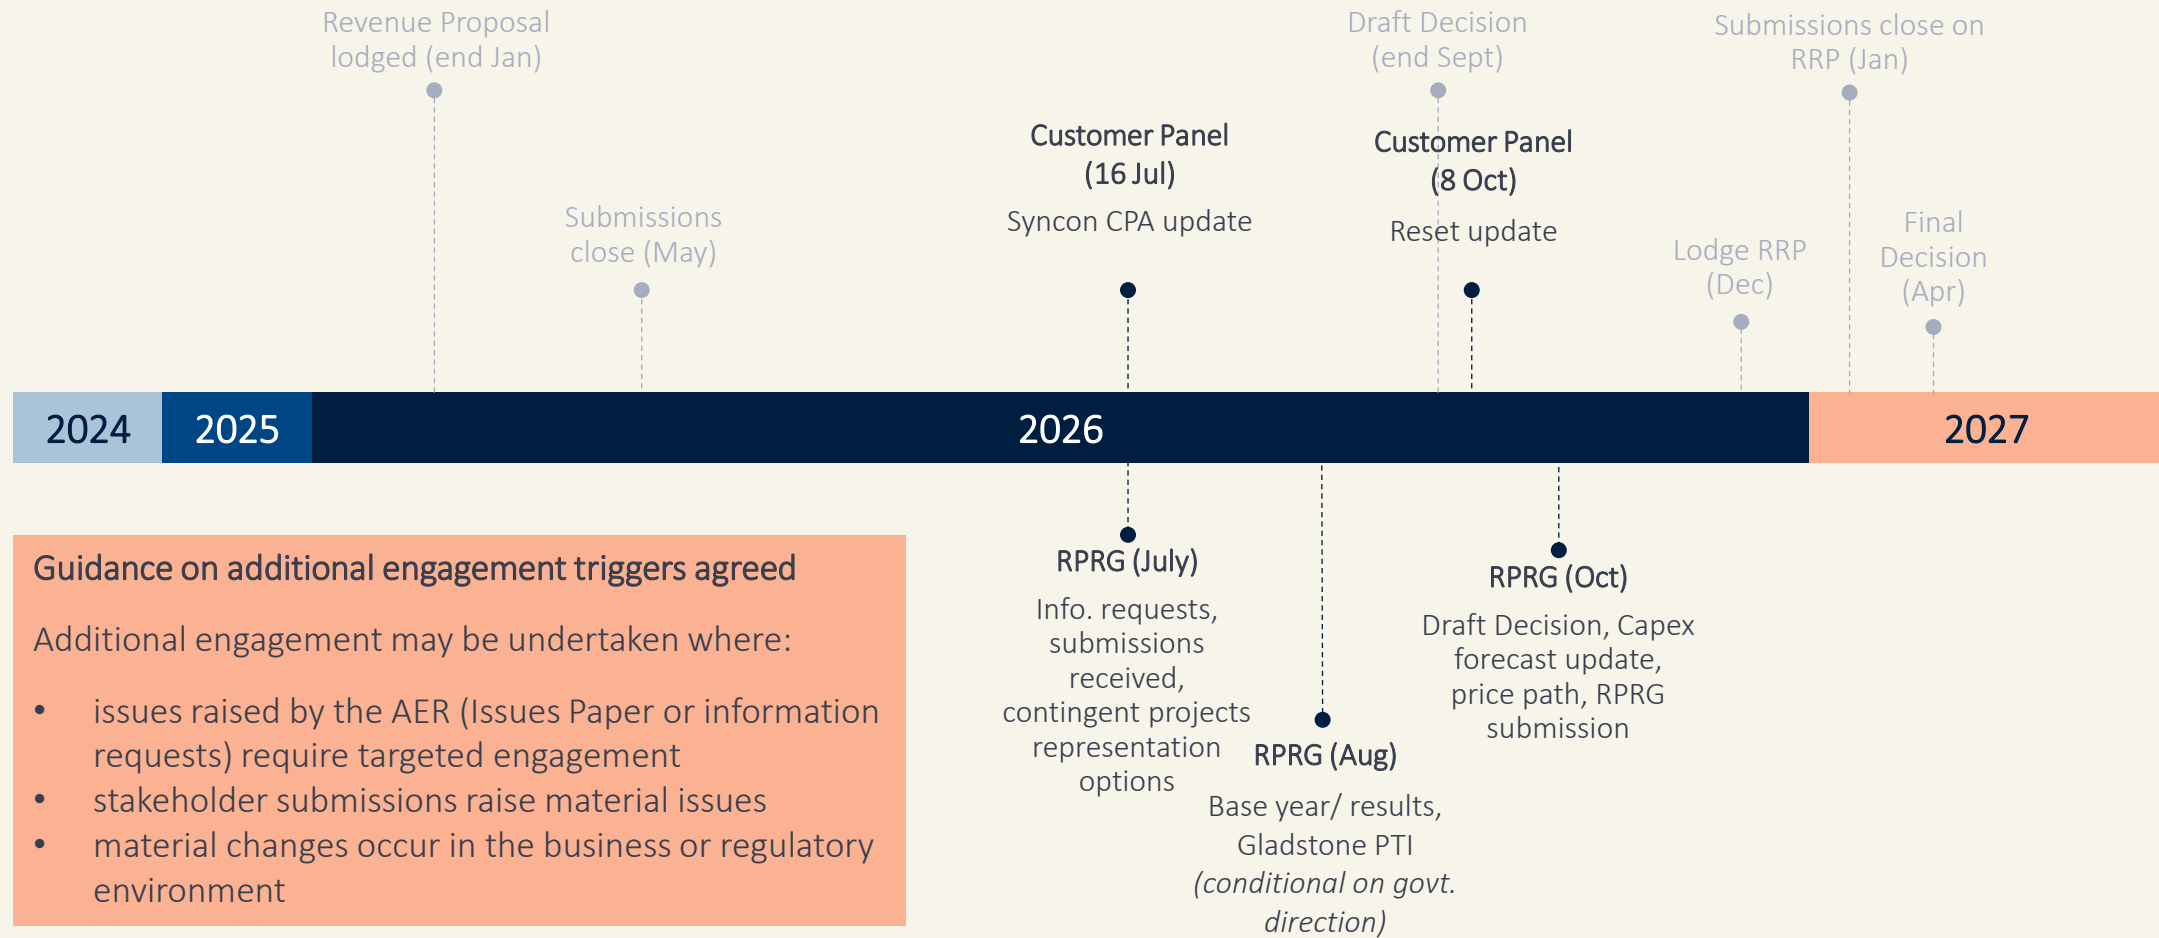 Revenue Proposal
lodged (end Jan)
Draft Decision
(end Sept)
Submissions close on
RRP (Jan)
Customer Panel
(16 Jul)
Syncon CPA update
Customer Panel
(8 Oct)
Reset update
Submissions
close (May)
Lodge RRP
(Dec)
Final
Decision
(Apr)
2024
2025
2026
2027
Guidance on additional engagement triggers agreed
Additional engagement may be undertaken where:
• issues raised by the AER (Issues Paper or information
requests) require targeted engagement
• stakeholder submissions raise material issues
• material changes occur in the business or regulatory
environment
RPRG (July)
Info. requests,
submissions
received,
contingent projects
representation
options
RPRG (Aug)
Base year/ results,
Gladstone PTI
(conditional on govt.
direction)
RPRG (Oct)
Draft Decision, Capex
forecast update,
price path, RPRG
submission